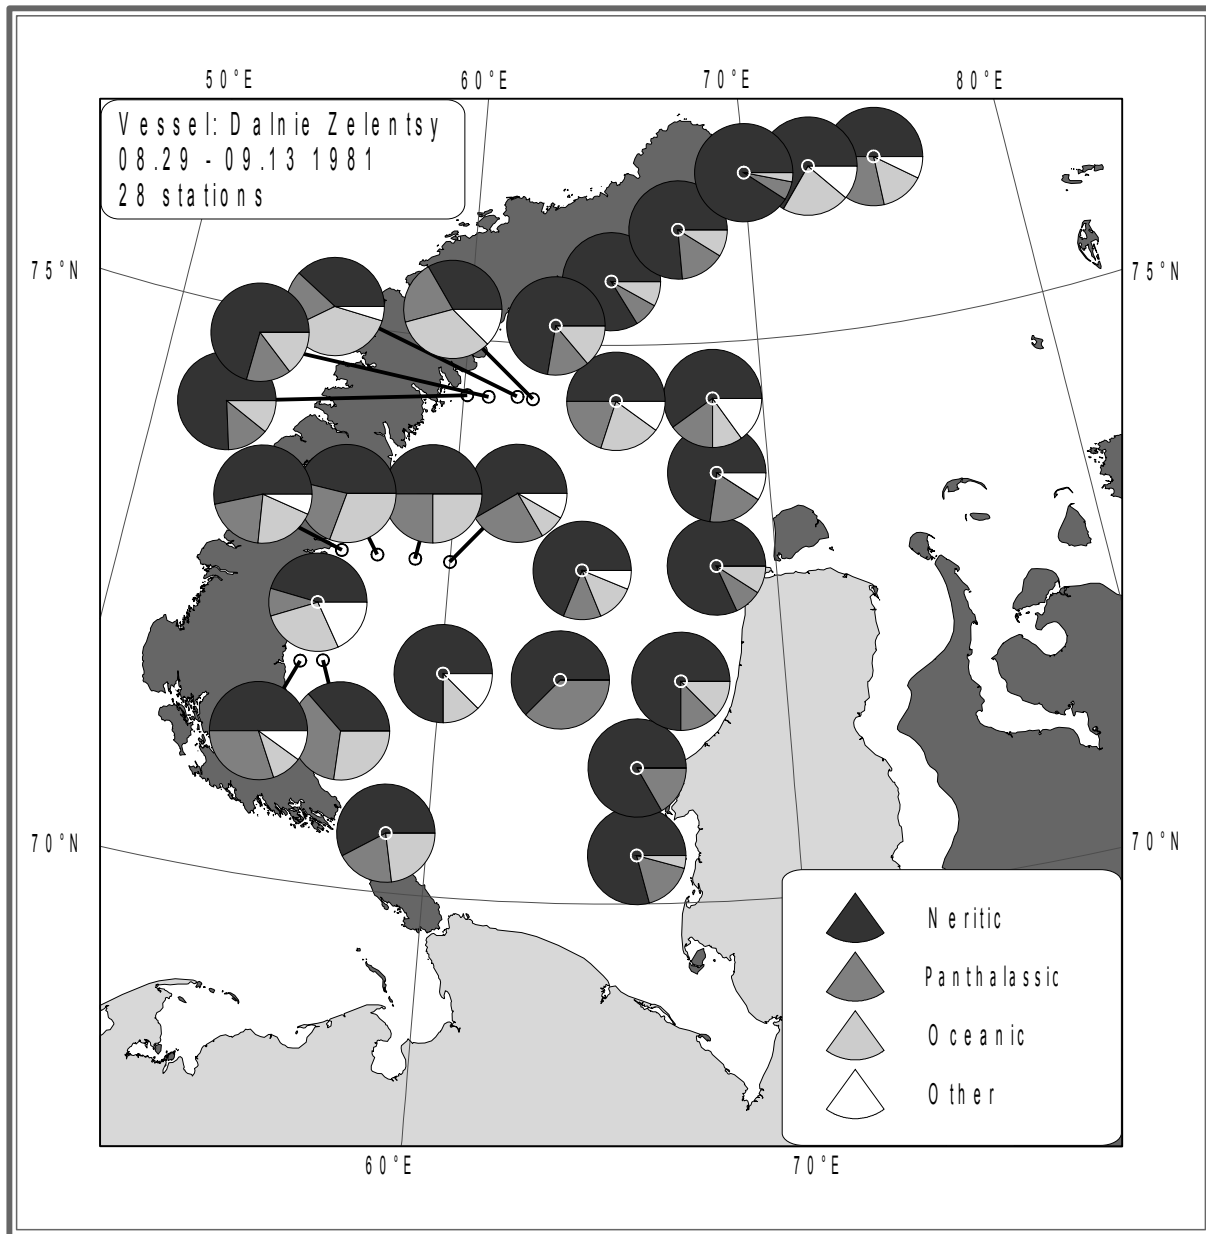 50°E 60°E 70°E 80°E
Vessel: Dalnie Zelentsy
08.29 - 09.13 1981
28 stations
75°N 75°N
70°N 70°N
Neritic
Panthalassic
Oceanic
Other
60°E 70°E